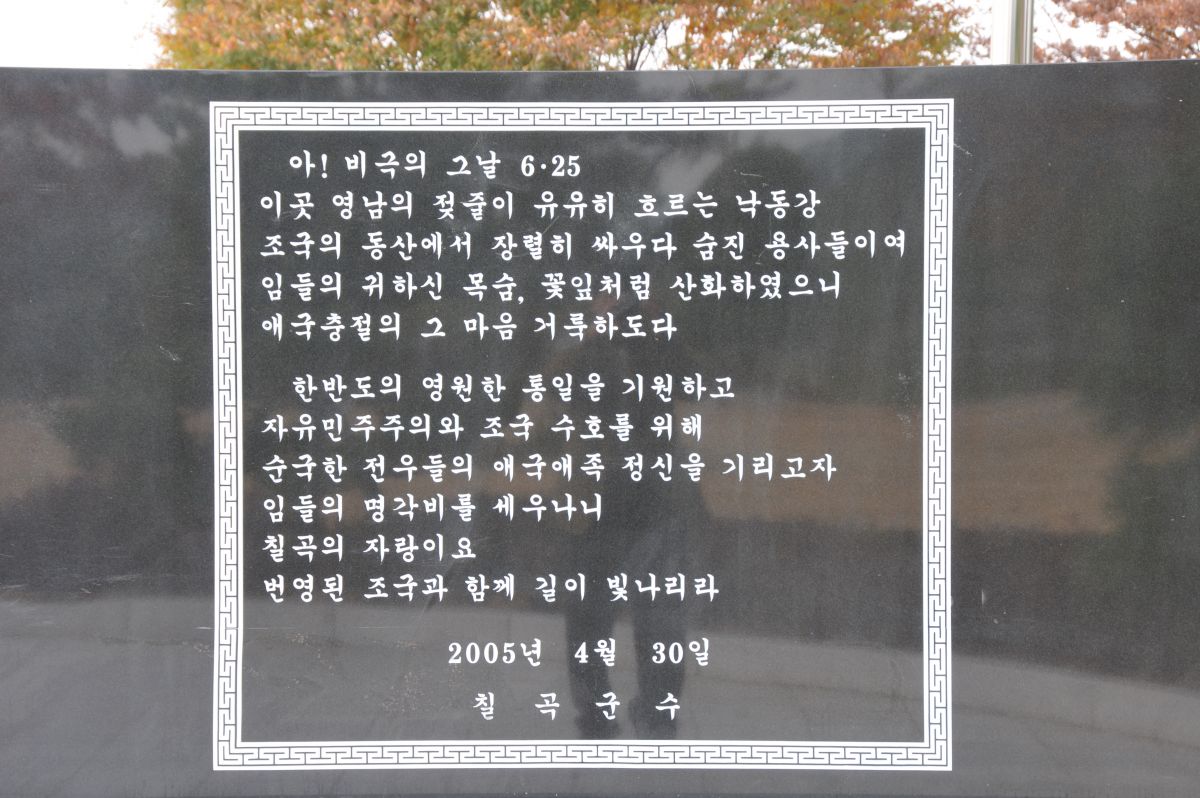 아! 비극의 그날 6·25
이곳 영남의 젖줄이 유유히 흐르는 낙동강
조국의 동산에서 장렬히 싸우다 숨진 용사들이여
임들의 귀하신 목숨, 꽃잎처럼 산화하였으니
애국충절의 그 마음 거룩하도다
한반도의 영원한 통일을 기원하고
자유민주주의와 조국 수호를 위해
순국한 전우들의 애국애족 정신을 기리고자
임들의 명각비를 세우나니
칠곡의 자랑이요
번영된 조국과 함께 길이 빛나리라
2005년 4월 30일
칠 곡 군 수